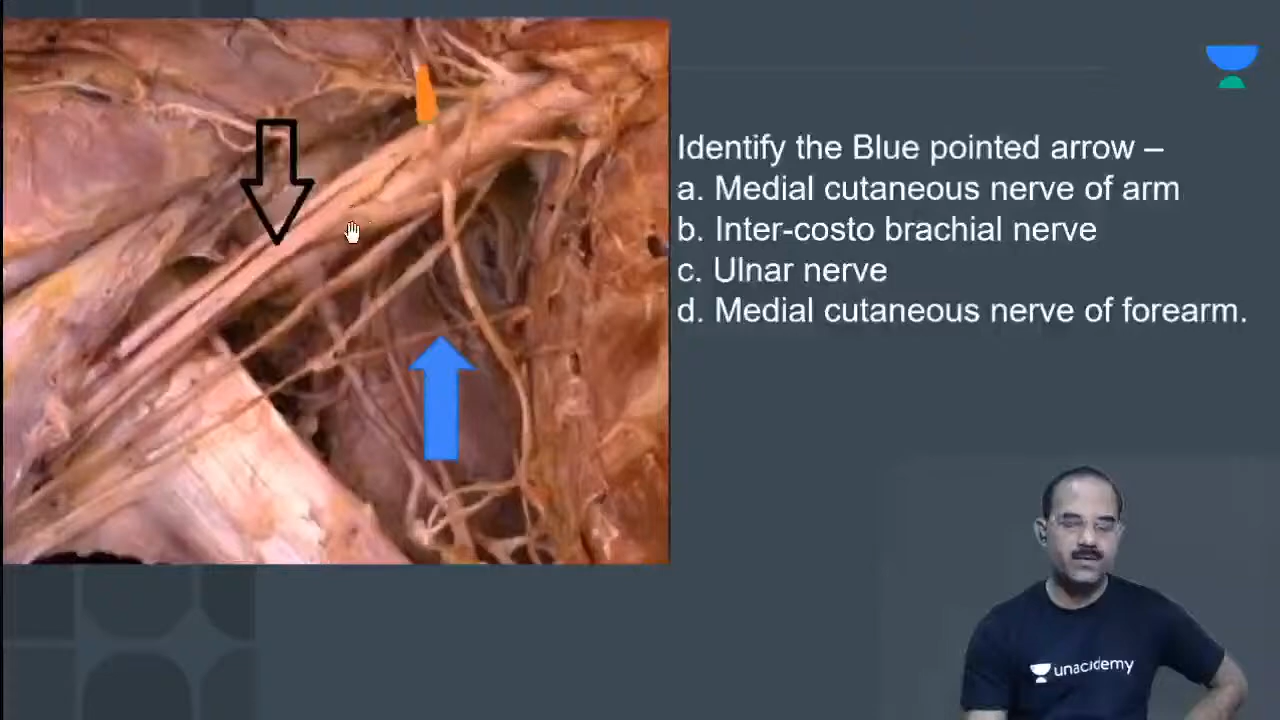 Identify the Blue pointed arrow –
a. Medial cutaneous nerve of arm
b. Inter-costo brachial nerve
c. Ulnar nerve
d. Medial cutaneous nerve of forearm.
unacademy